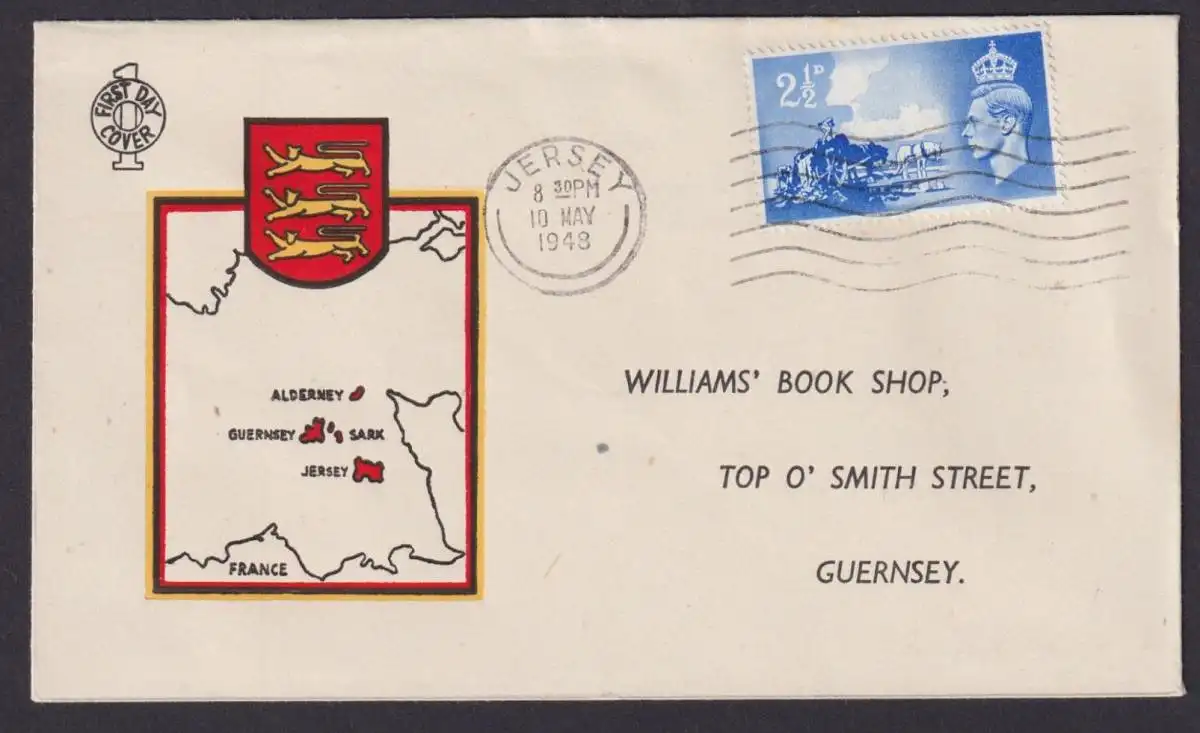 1
FIRST DAY
COVER
2½D
JERSEY
8 30PM
10 MAY
1948
ALDERNEY
GUERNSEY SARK
JERSEY
FRANCE
WILLIAMS' BOOK SHOP,
TOP O' SMITH STREET,
GUERNSEY.